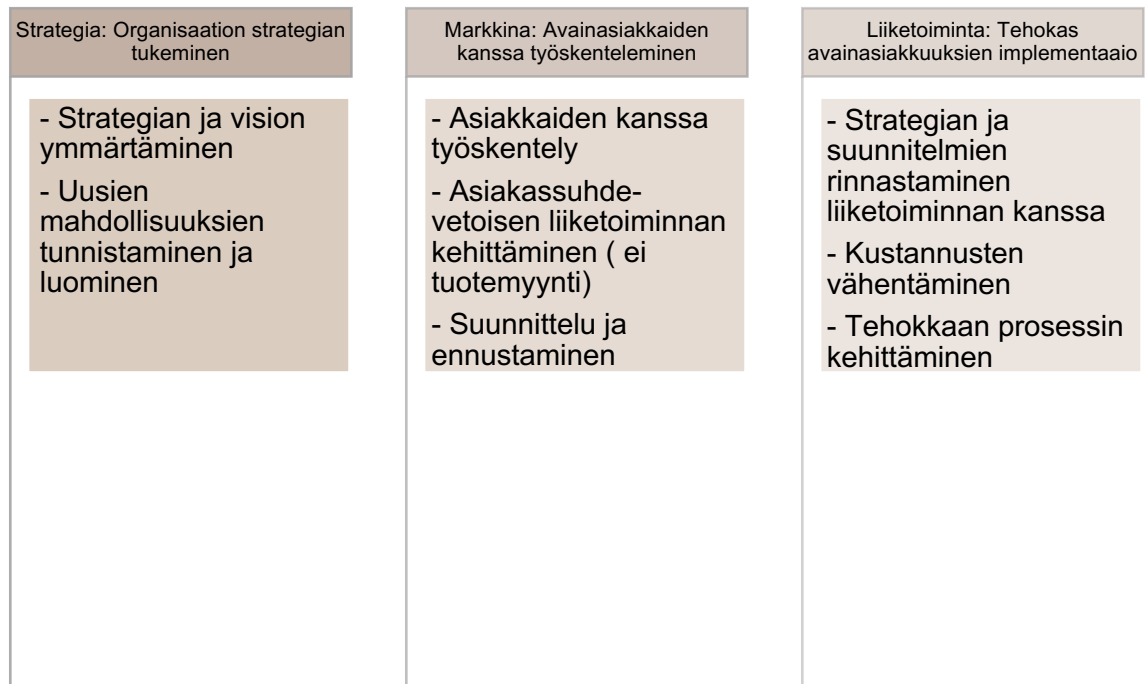 Strategia: Organisaation strategian
tukeminen
- Strategian ja vision
ymmärtäminen
- Uusien
mahdollisuuksien
tunnistaminen ja
luominen
Markkina: Avainasiakkaiden
kanssa työskenteleminen
- Asiakkaiden kanssa
työskentely
- Asiakassuhde-
vetoisen liiketoiminnan
kehittäminen ( ei
tuotemyynti)
- Suunnittelu ja
ennustaminen
Liiketoiminta: Tehokas
avainasiakkuuksien implementaaio
- Strategian ja
suunnitelmien
rinnastaminen
liiketoiminnan kanssa
- Kustannusten
vähentäminen
- Tehokkaan prosessin
kehittäminen